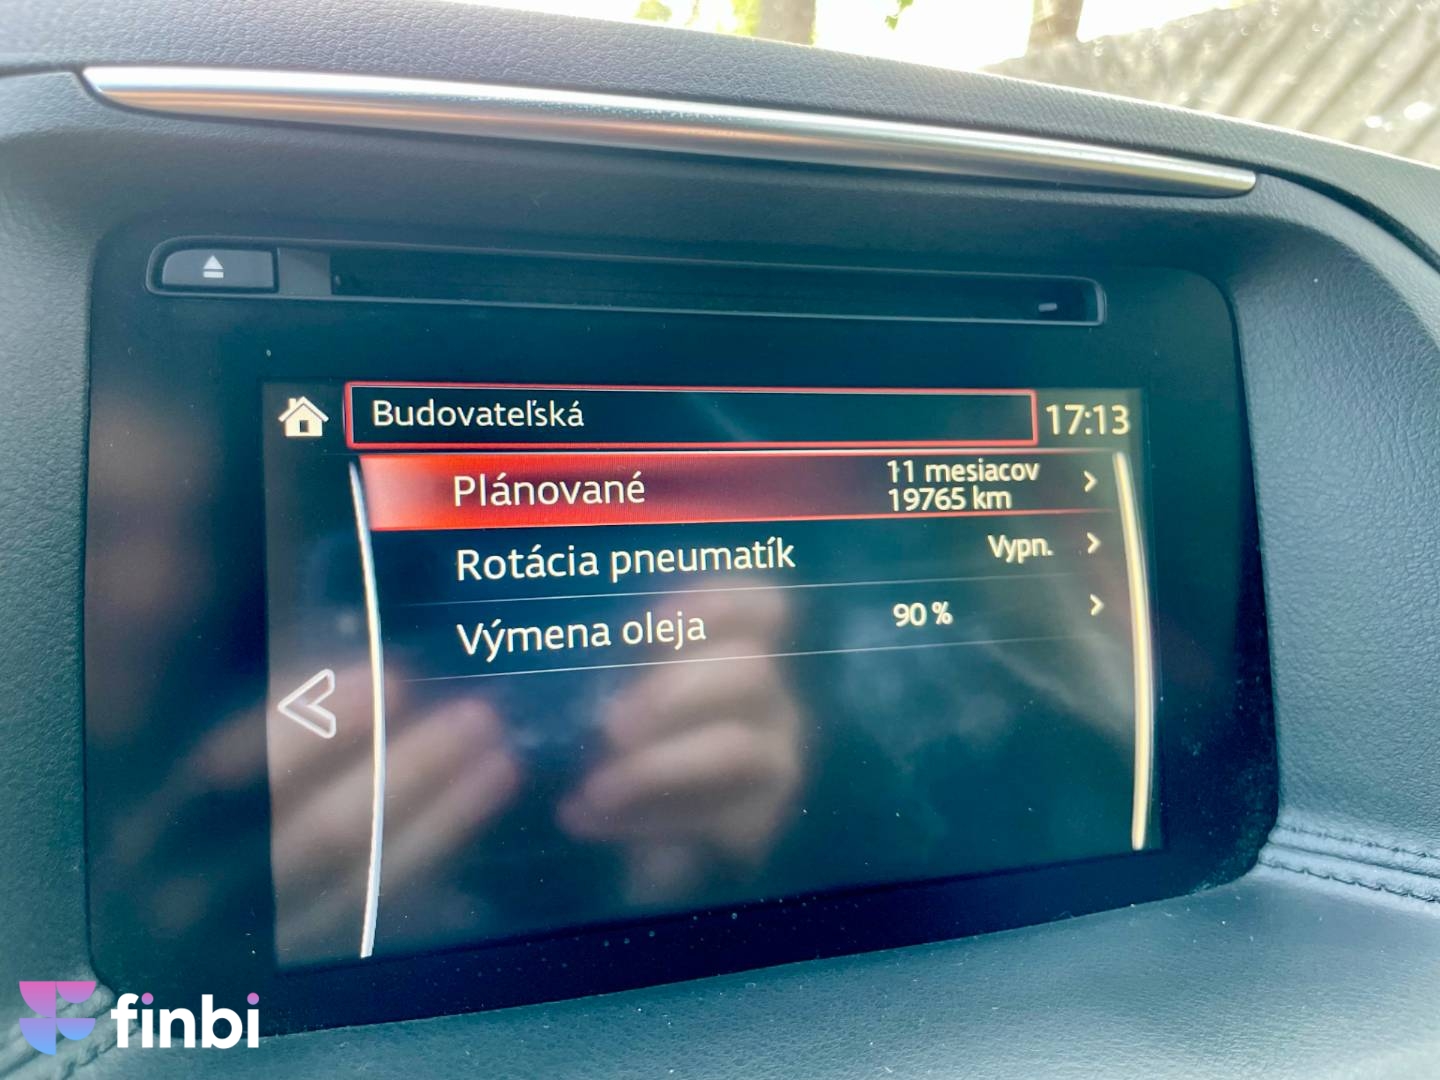 Budovateľská
17:13
Plánované
11 mesiacov
19765 km
Rotácia pneumatík
Vypn.
Výmena oleja
90 %
finbi